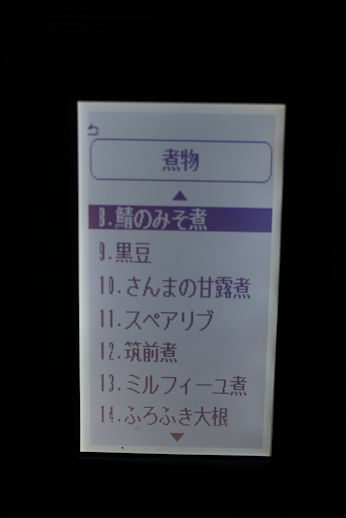 煮物
8.鯖のみそ煮
9.黒豆
10.さんまの甘露煮
11.スペアリブ
12.筑前煮
13.ミルフィーユ煮
14.ふろふき大根